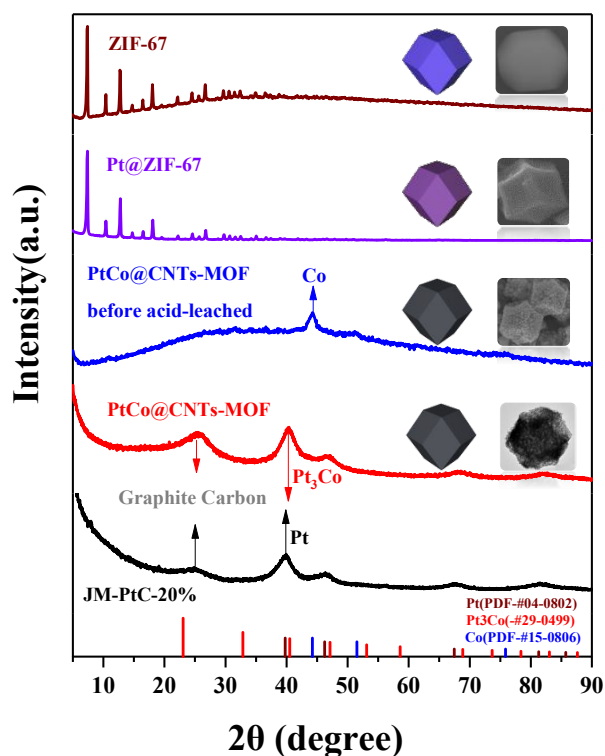 Intensity(a.u.)
ZIF-67
Pt@ZIF-67
PtCo@CNTs-MOF
before acid-leached
Co
PtCo@CNTs-MOF
Pt₃Co
Graphite Carbon
Pt
JM-PtC-20%
Pt(PDF-#04-0802)
Pt3Co(-#29-0499)
Co(PDF-#15-0806)
10 20 30 40 50 60 70 80 90
2θ (degree)